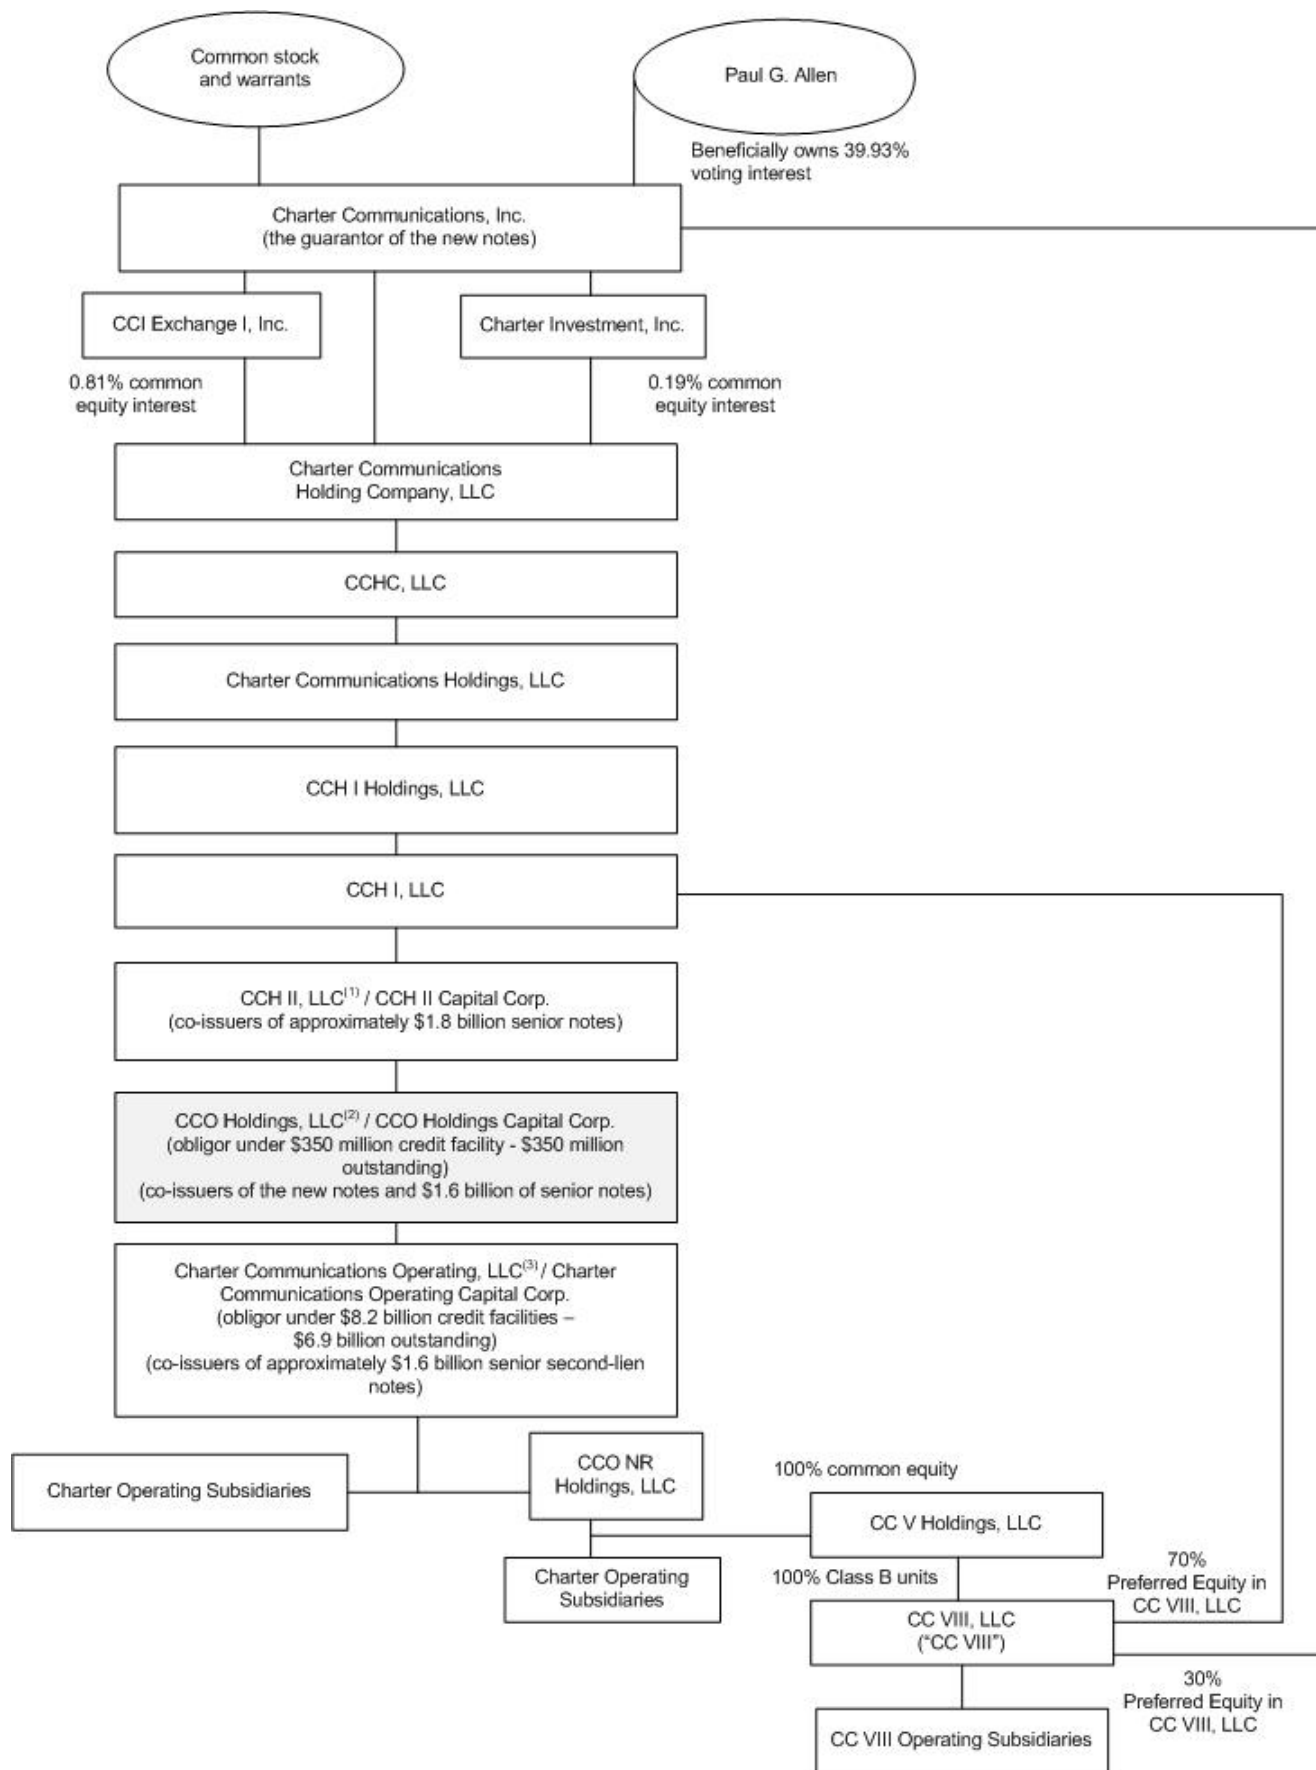 Common stock
and warrants
Paul G. Allen
Beneficially owns 39.93%
voting interest
Charter Communications, Inc.
(the guarantor of the new notes)
CCI Exchange I, Inc.
Charter Investment, Inc.
0.81% common
equity interest
0.19% common
equity interest
Charter Communications
Holding Company, LLC
CCHC, LLC
Charter Communications Holdings, LLC
CCH I Holdings, LLC
CCH I, LLC
CCH II, LLC(1) / CCH II Capital Corp.
(co-issuers of approximately $1.8 billion senior notes)
CCO Holdings, LLC(2) / CCO Holdings Capital Corp.
(obligor under $350 million credit facility - $350 million
outstanding)
(co-issuers of the new notes and $1.6 billion of senior notes)
Charter Communications Operating, LLC(3) / Charter
Communications Operating Capital Corp.
(obligor under $8.2 billion credit facilities –
$6.9 billion outstanding)
(co-issuers of approximately $1.6 billion senior second-lien
notes)
Charter Operating Subsidiaries
CCO NR
Holdings, LLC
100% common equity
CC V Holdings, LLC
Charter Operating
Subsidiaries
100% Class B units
70%
Preferred Equity in
CC VIII, LLC
CC VIII, LLC
(“CC VIII”)
30%
Preferred Equity in
CC VIII, LLC
CC VIII Operating Subsidiaries